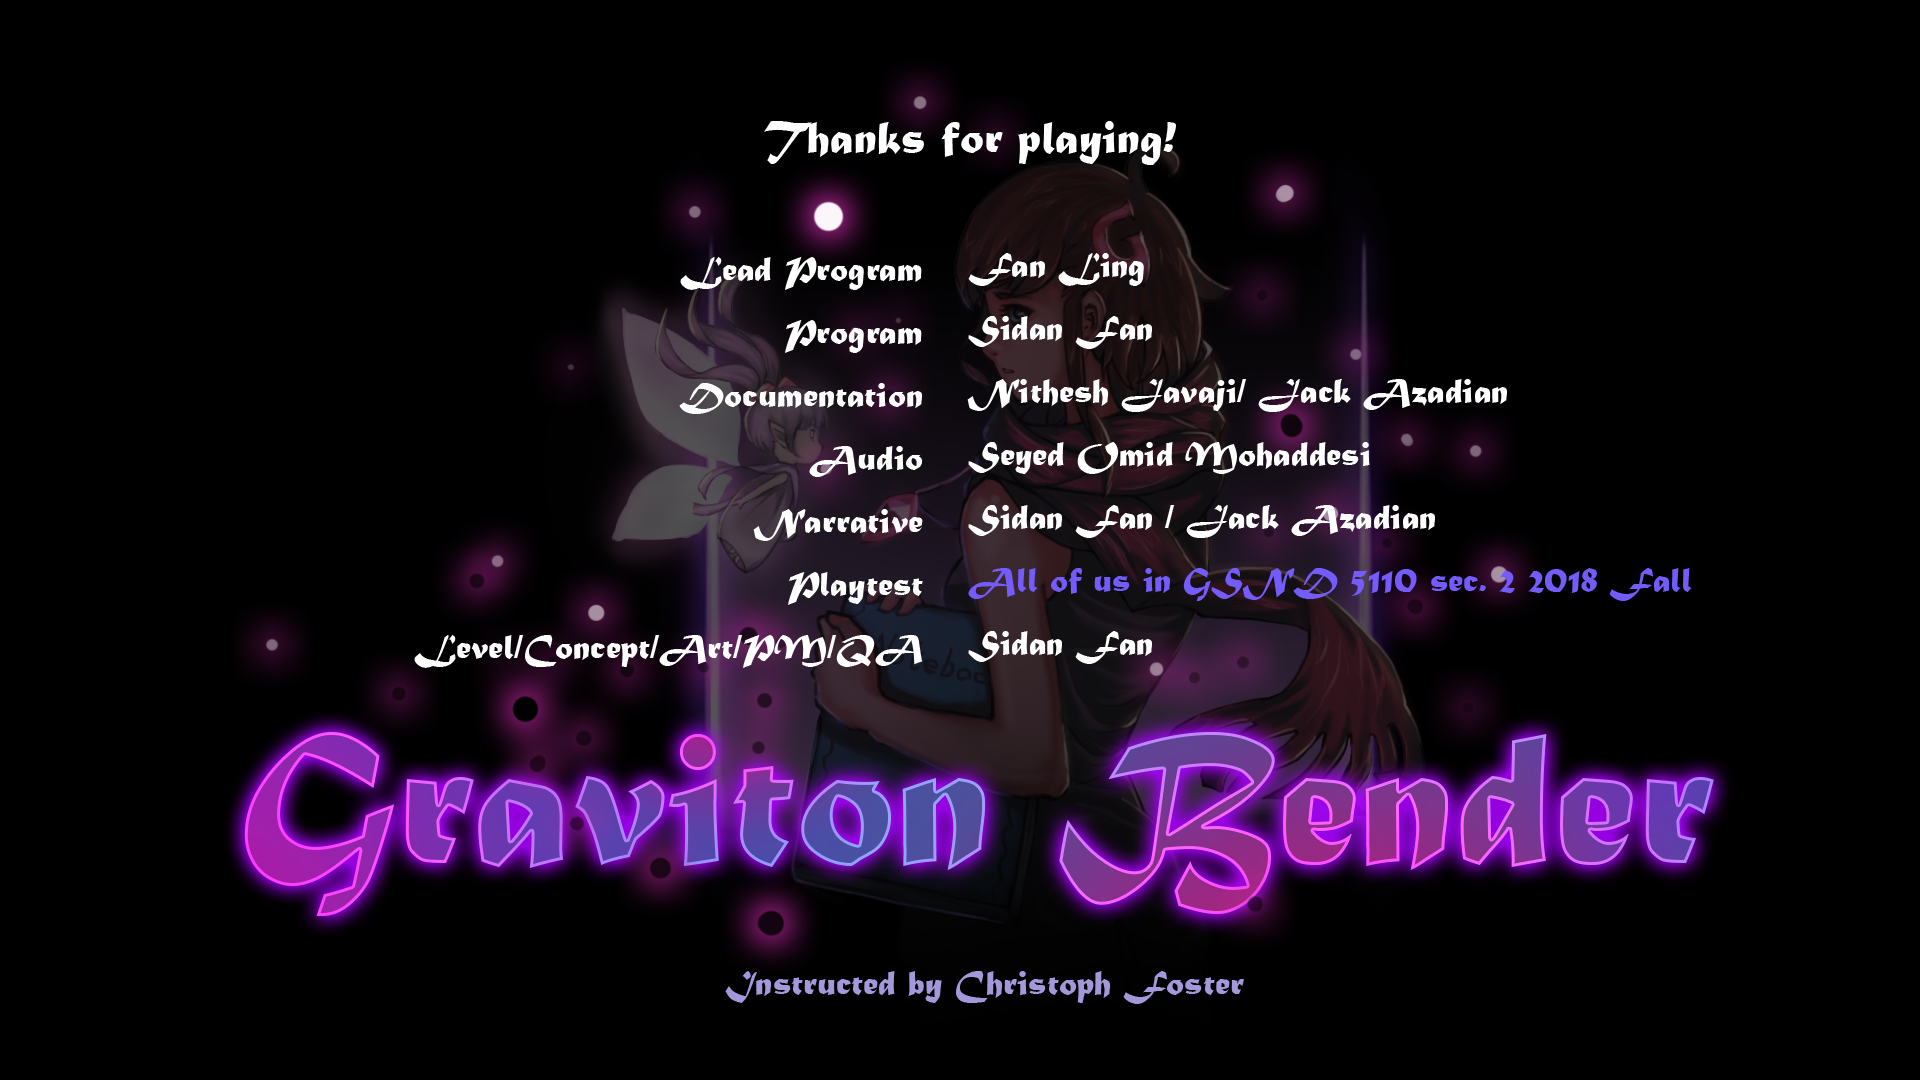 Thanks for playing!
Lead Program Fan Ling
Program Sidan Fan
Documentation Nithesh Javaji/ Jack Azadian
Audio Seyed Omid Mohaddesi
Narrative Sidan Fan / Jack Azadian
Playtest All of us in GSND 5110 sec. 2 2018 Fall
Level/Concept/Art/PM/QA Sidan Fan
Graviton Bender
Instructed by Christoph Foster